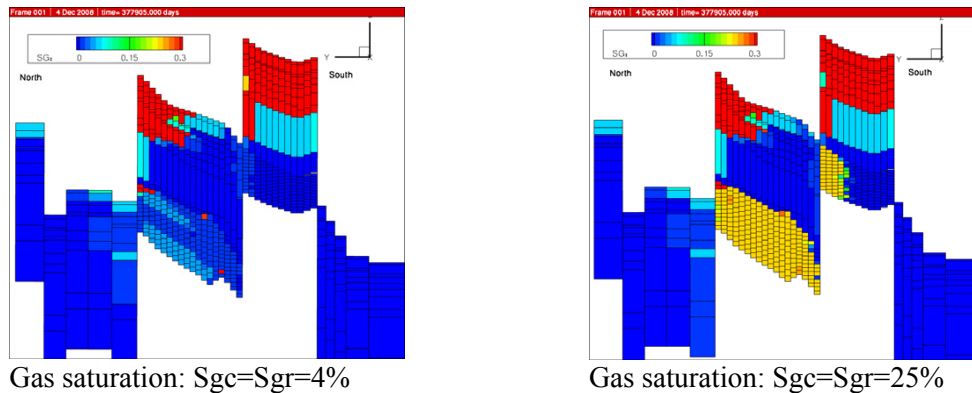 Frame 001 | 4 Dec 2008 | time= 377905.000 days
SGz
0 0.15 0.3
North
Y
X
South
Gas saturation: Sgc=Sgr=4%
Frame 001 | 4 Dec 2008 | time= 377905.000 days
SGz
0 0.15 0.3
North
Y
Z
X
South
Gas saturation: Sgc=Sgr=25%